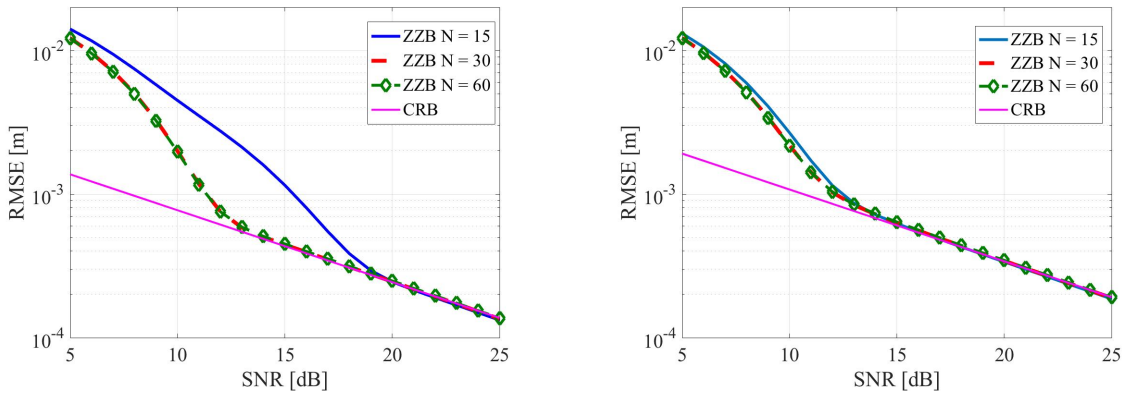 10^-2
10^-3
10^-4
RMSE [m]
5
10
15
20
25
SNR [dB]
ZZB N = 15
ZZB N = 30
ZZB N = 60
CRB
10^-2
10^-3
10^-4
RMSE [m]
5
10
15
20
25
SNR [dB]
ZZB N = 15
ZZB N = 30
ZZB N = 60
CRB